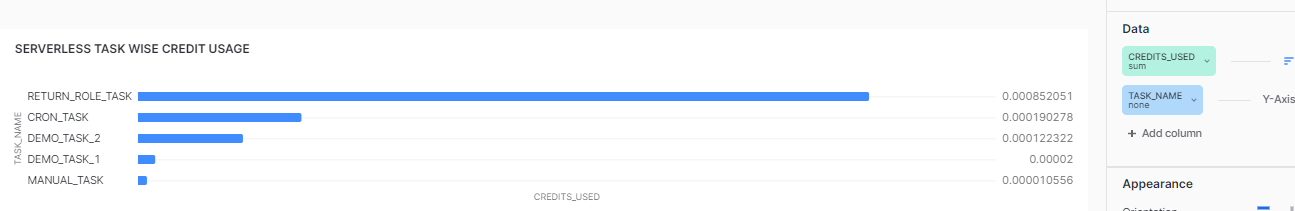 Data
SERVERLESS TASK WISE CREDIT USAGE
CREDITS_USED
sum
RETURN_ROLE_TASK 0.000852051
TASK_NAME
none
Y-Axis
CRON_TASK 0.000190278
DEMO_TASK_2 0.000122322
+ Add column
TASK_NAME
DEMO_TASK_1 0.00002
MANUAL_TASK 0.000010556
Appearance
CREDITS_USED
Orientation